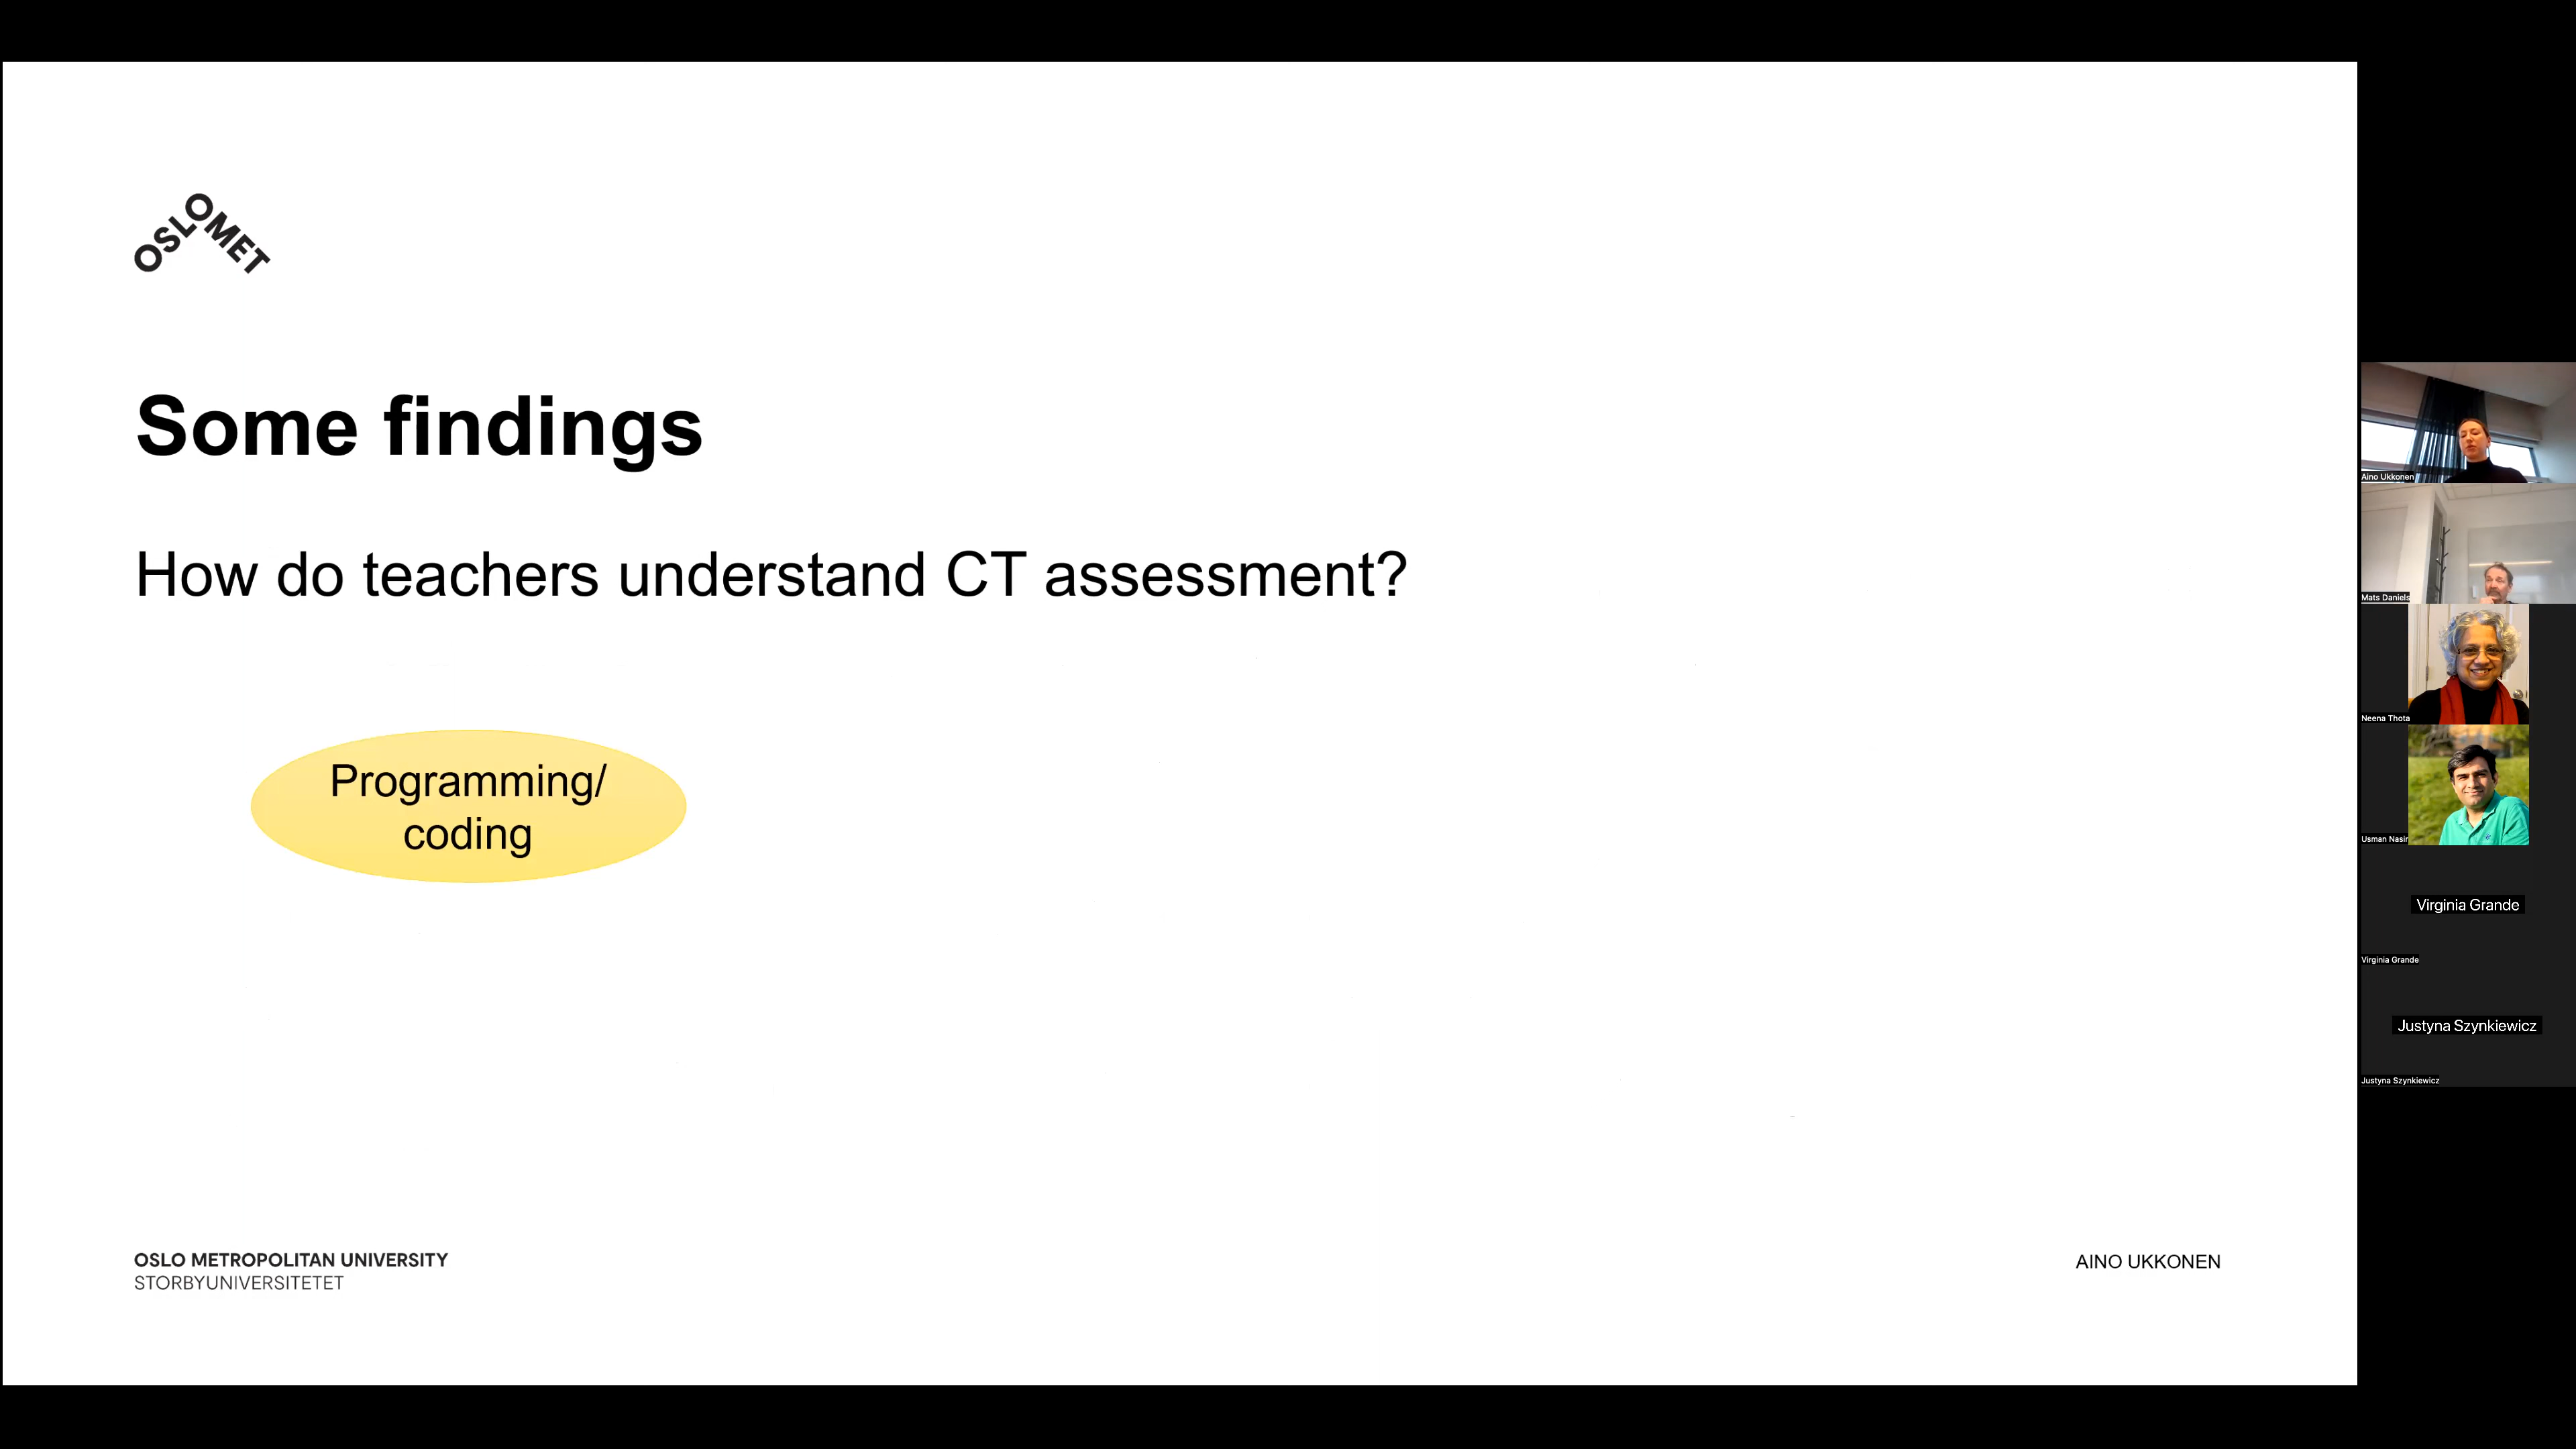 OSLOMET
Some findings
How do teachers understand CT assessment?
Programming/
coding
OSLO METROPOLITAN UNIVERSITY
STORBYUNIVERSITETET
AINO UKKONEN
Aino Ukkonen
Mats Daniels
Neena Thota
Usman Nasir
Virginia Grande
Virginia Grande
Justyna Szynkiewicz
Justyna Szynkiewicz